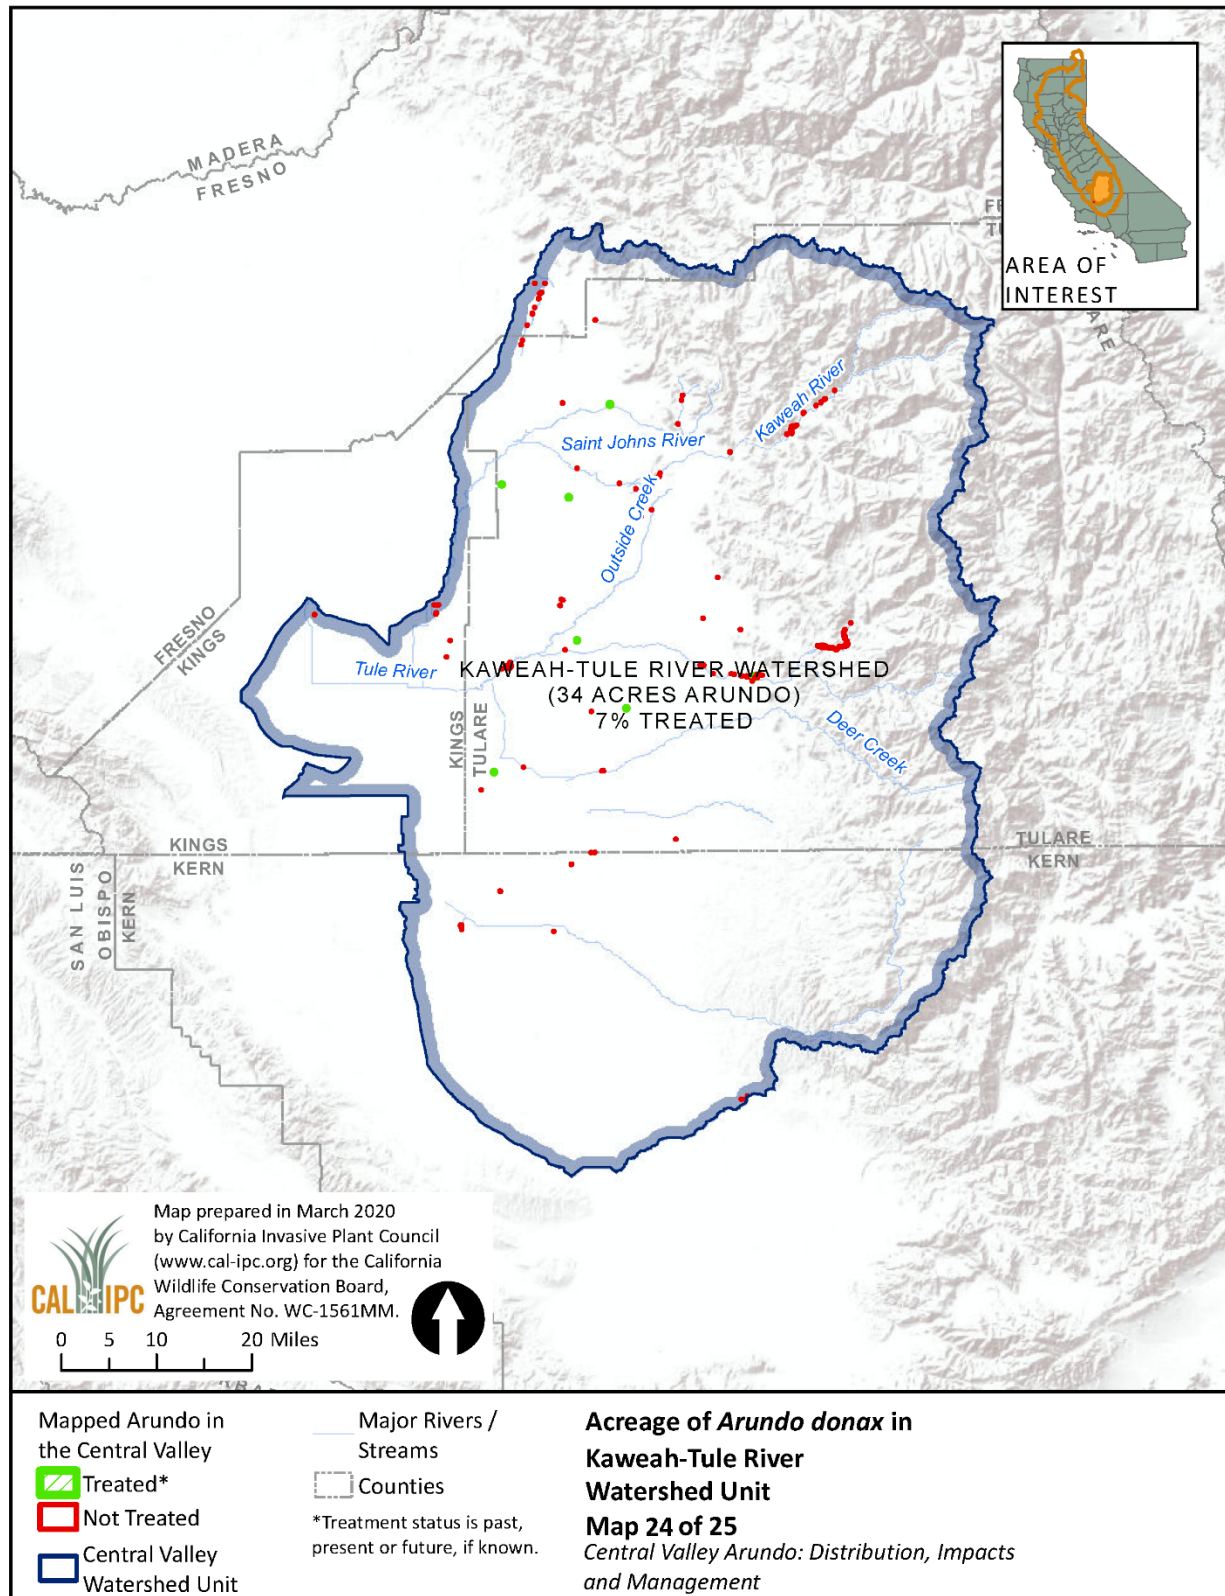 MADERA
FRESNO
AREA OF
INTEREST
Kaweah River
Saint Johns River
Outside Creek
FRESNO
KINGS
Tule River
KAWEAH-TULE RIVER WATERSHED
(34 ACRES ARUNDO)
7% TREATED
KINGS
TULARE
Deer Creek
KINGS
KERN
TULARE
KERN
SAN LUIS
OBISPO
KERN
Map prepared in March 2020
by California Invasive Plant Council
(www.cal-ipc.org) for the California
Wildlife Conservation Board,
Agreement No. WC-1561MM.
CAL-IPC
0 5 10 20 Miles
Mapped Arundo in
the Central Valley
Treated*
Not Treated
Central Valley
Watershed Unit
Major Rivers /
Streams
Counties
*Treatment status is past,
present or future, if known.
Acreage of Arundo donax in
Kaweah-Tule River
Watershed Unit
Map 24 of 25
Central Valley Arundo: Distribution, Impacts
and Management